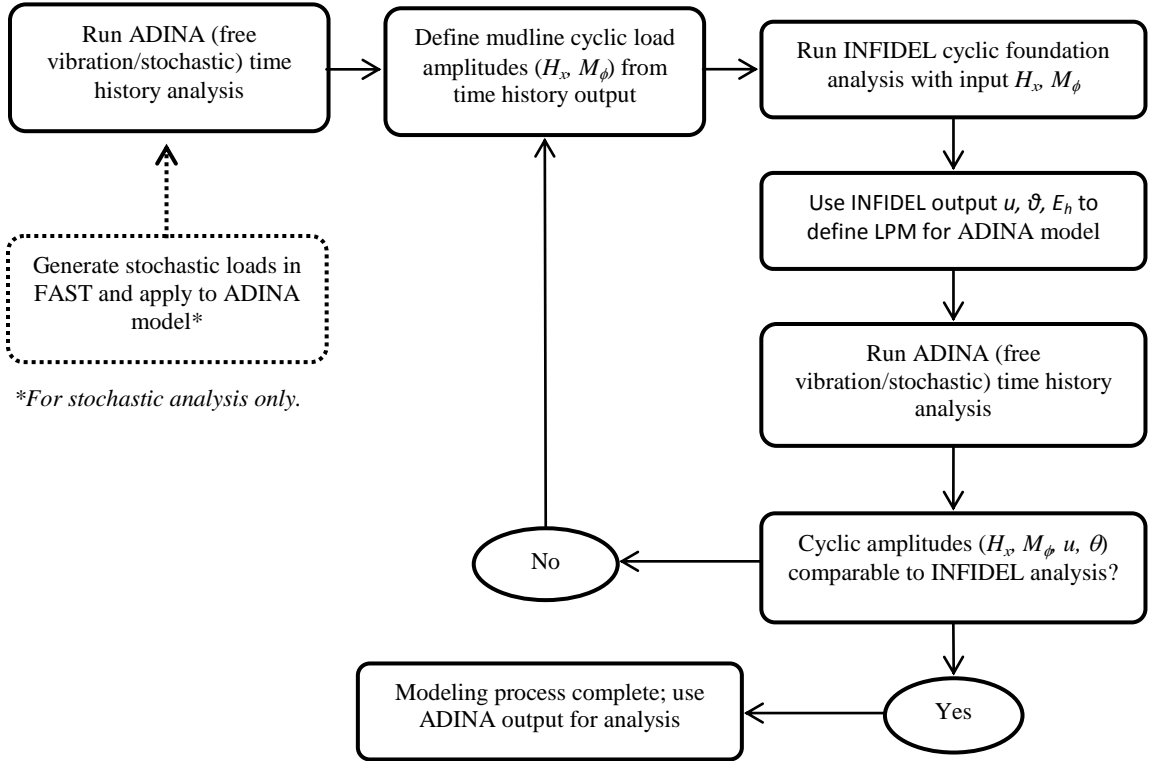 Run ADINA (free
vibration/stochastic) time
history analysis
Define mudline cyclic load
amplitudes (Hx, Mϕ) from
time history output
Run INFIDEL cyclic foundation
analysis with input Hx, Mϕ
Use INFIDEL output u, ϑ, Eh to
define LPM for ADINA model
Generate stochastic loads in
FAST and apply to ADINA
model*
*For stochastic analysis only.
Run ADINA (free
vibration/stochastic) time history
analysis
Cyclic amplitudes (Hx, Mϕ, u, θ)
comparable to INFIDEL analysis?
No
Yes
Modeling process complete; use
ADINA output for analysis